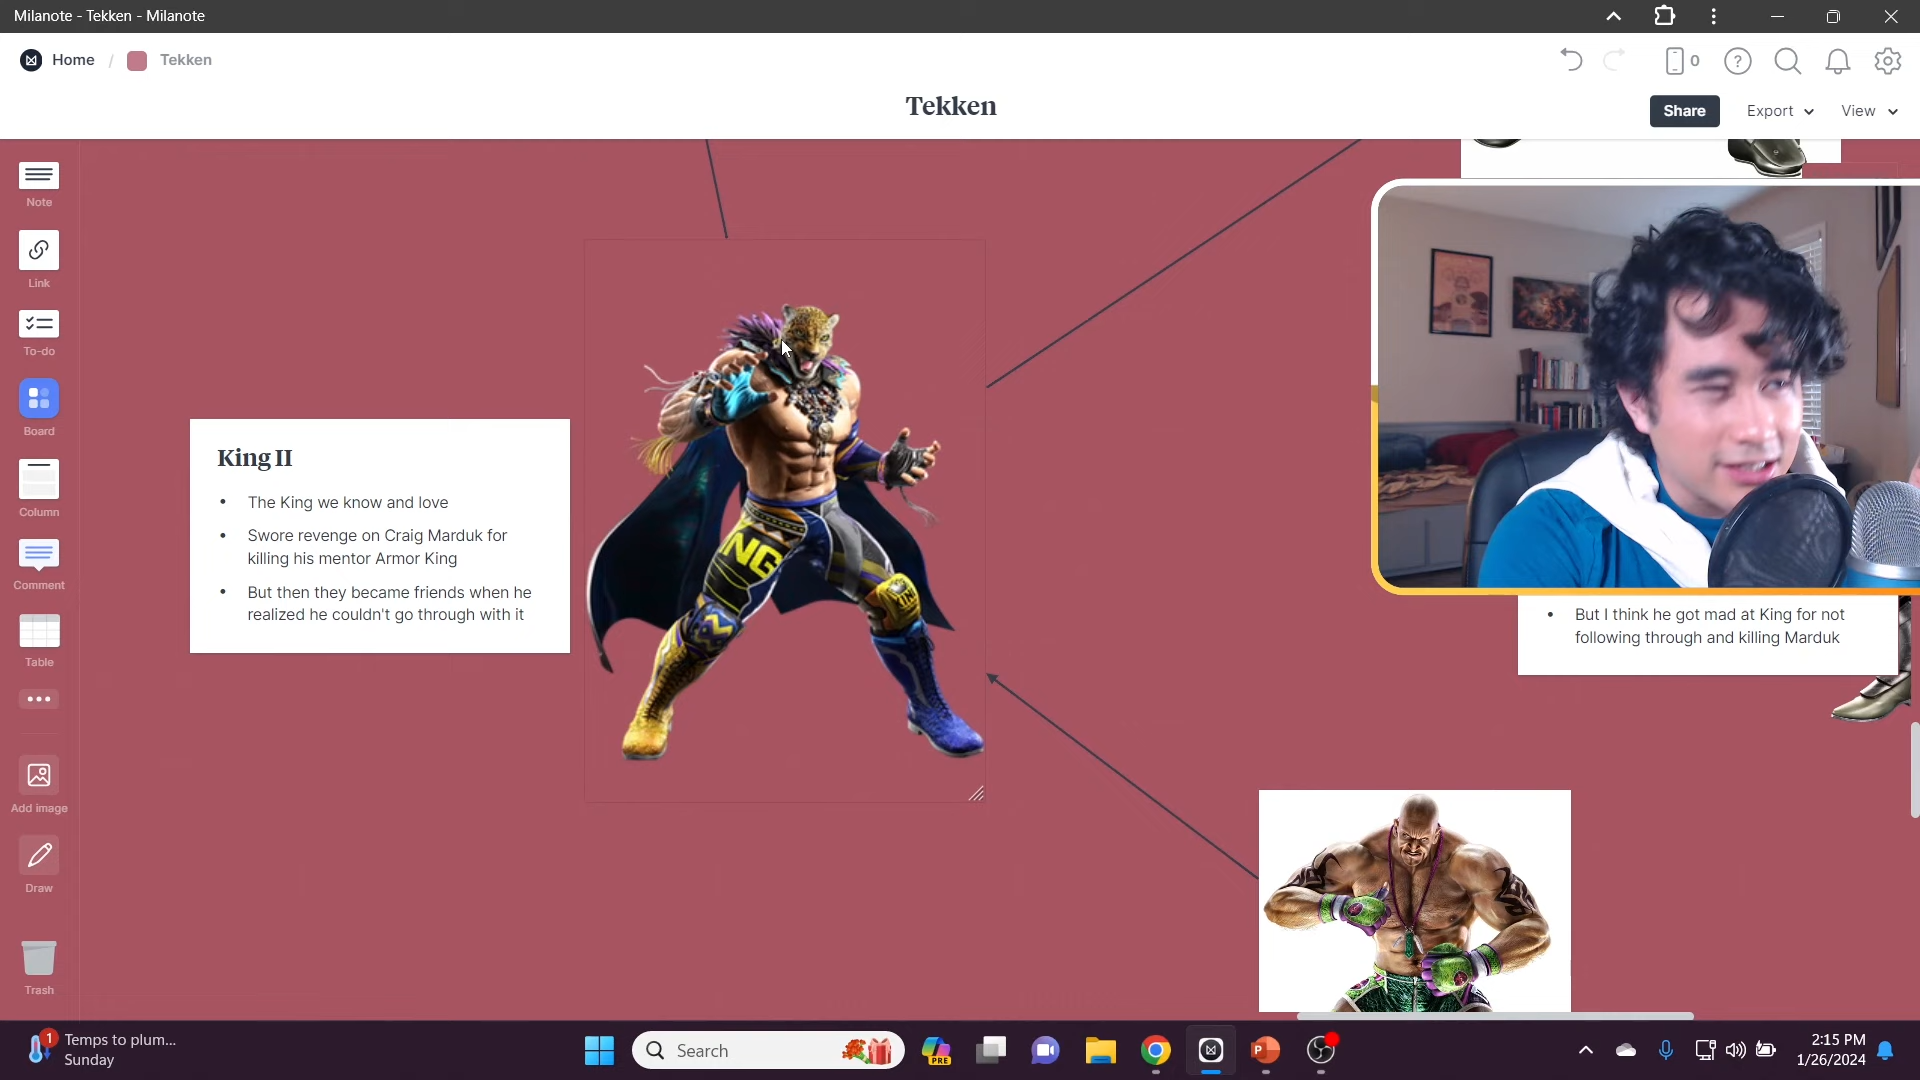 Milanote - Tekken - Milanote
Home / Tekken
0
?
Tekken
Share
Export
View
Note
Link
To-do
Board
Column
Comment
Table
Add image
Draw
Trash
King II
• The King we know and love
• Swore revenge on Craig Marduk for
killing his mentor Armor King
• But then they became friends when he
realized he couldn't go through with it
NG
• But I think he got mad at King for not
following through and killing Marduk
1
Temps to plum...
Sunday
Search
PRE
P
2:15 PM
1/26/2024